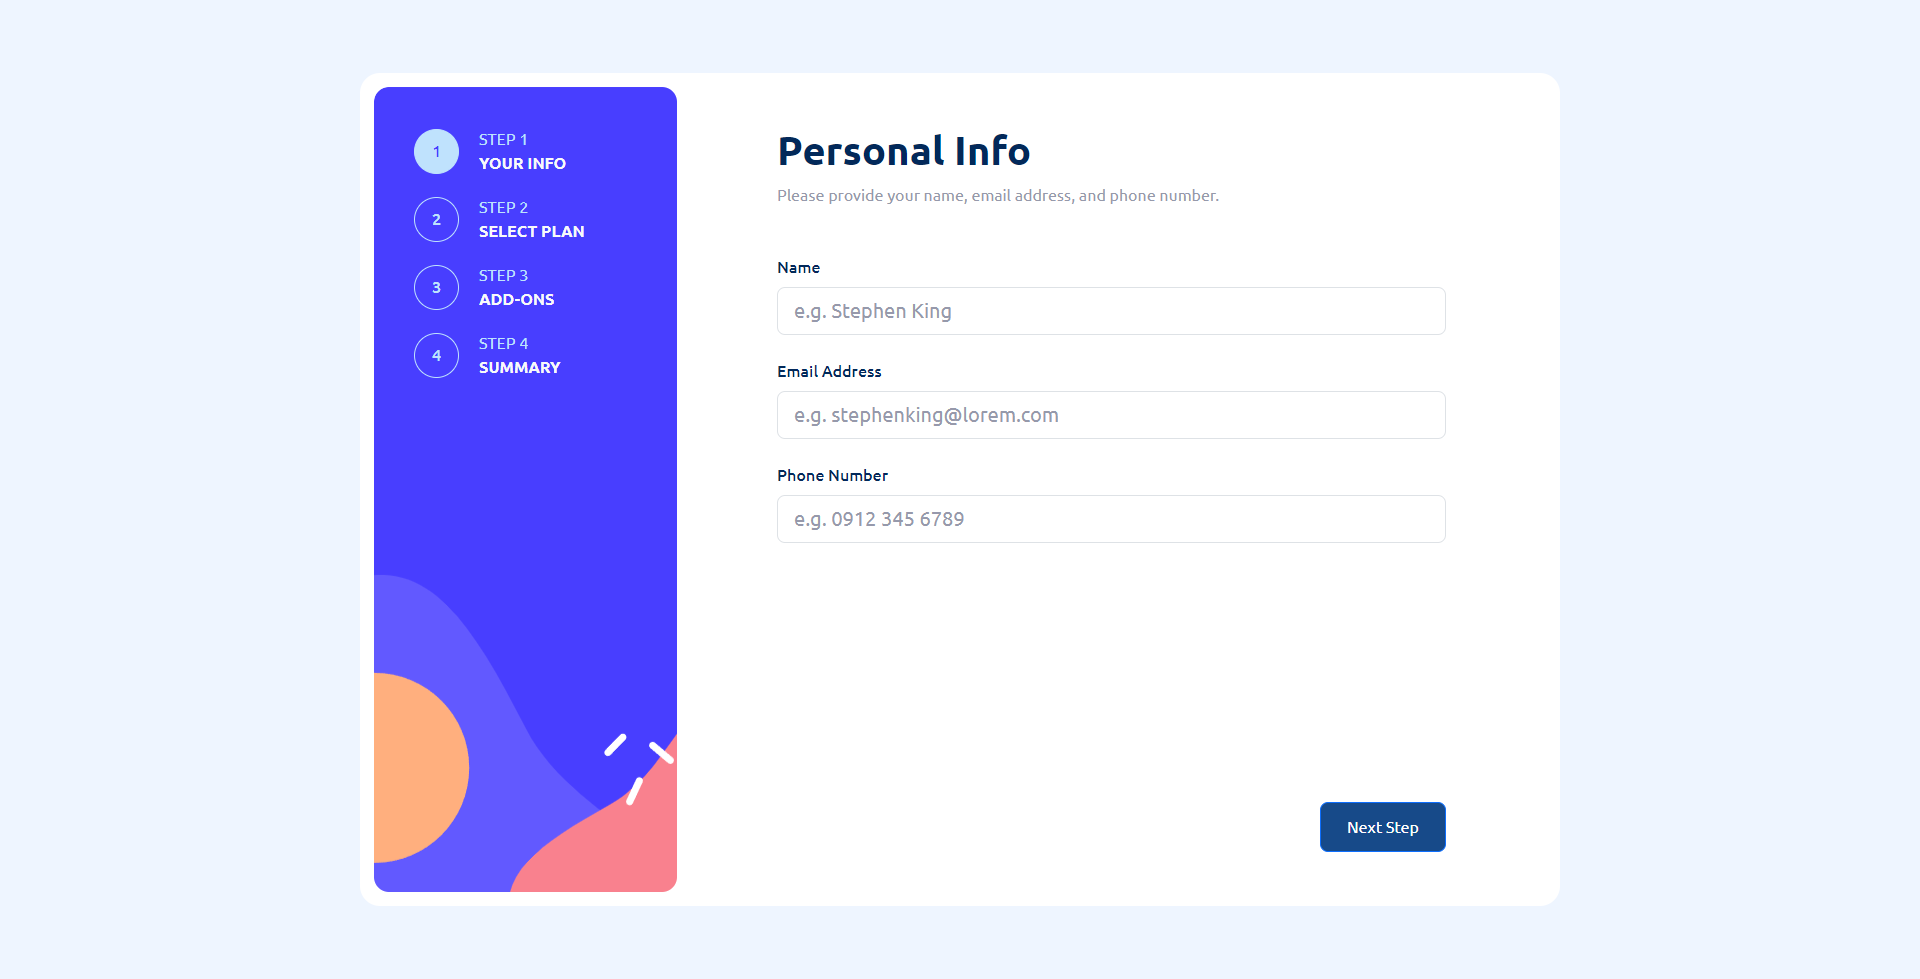 1
STEP 1
YOUR INFO
2
STEP 2
SELECT PLAN
3
STEP 3
ADD-ONS
4
STEP 4
SUMMARY
Personal Info
Please provide your name, email address, and phone number.
Name
e.g. Stephen King
Email Address
e.g. stephenking@lorem.com
Phone Number
e.g. 0912 345 6789
Next Step